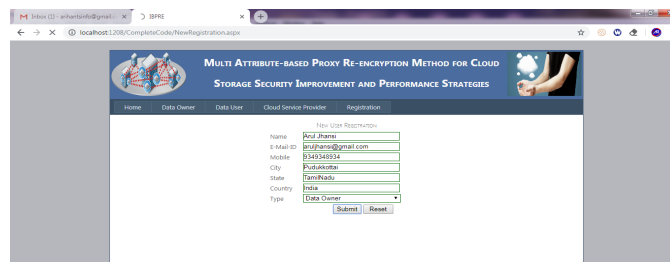 Inbox (1) - arihantsinfo@gmail.c
IBPRE
localhost:1208/CompleteCode/NewRegistration.aspx
MULTI ATTRIBUTE-BASED PROXY RE-ENCRYPTION METHOD FOR CLOUD
STORAGE SECURITY IMPROVEMENT AND PERFORMANCE STRATEGIES
Home Data Owner Data User Cloud Service Provider Registration
NEW USER REGISTRATION
Name Arul Jhansi
E-Mail-ID aruljhansi@gmail.com
Mobile 9349348934
City Pudukkottai
State TamilNadu
Country India
Type Data Owner
Submit Reset